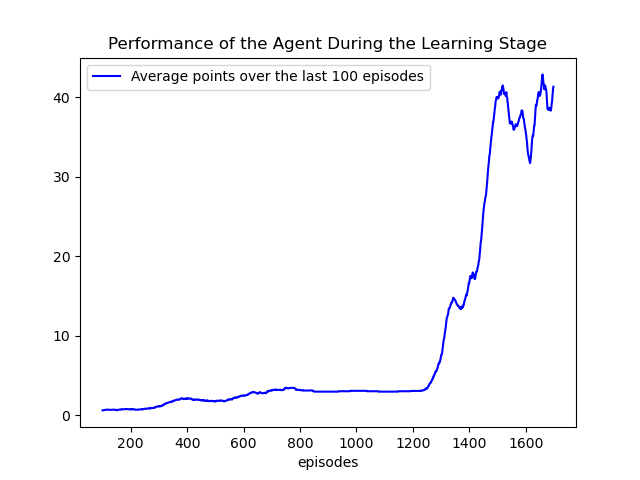 Performance of the Agent During the Learning Stage
Average points over the last 100 episodes
40
30
20
10
0
200 400 600 800 1000 1200 1400 1600
episodes